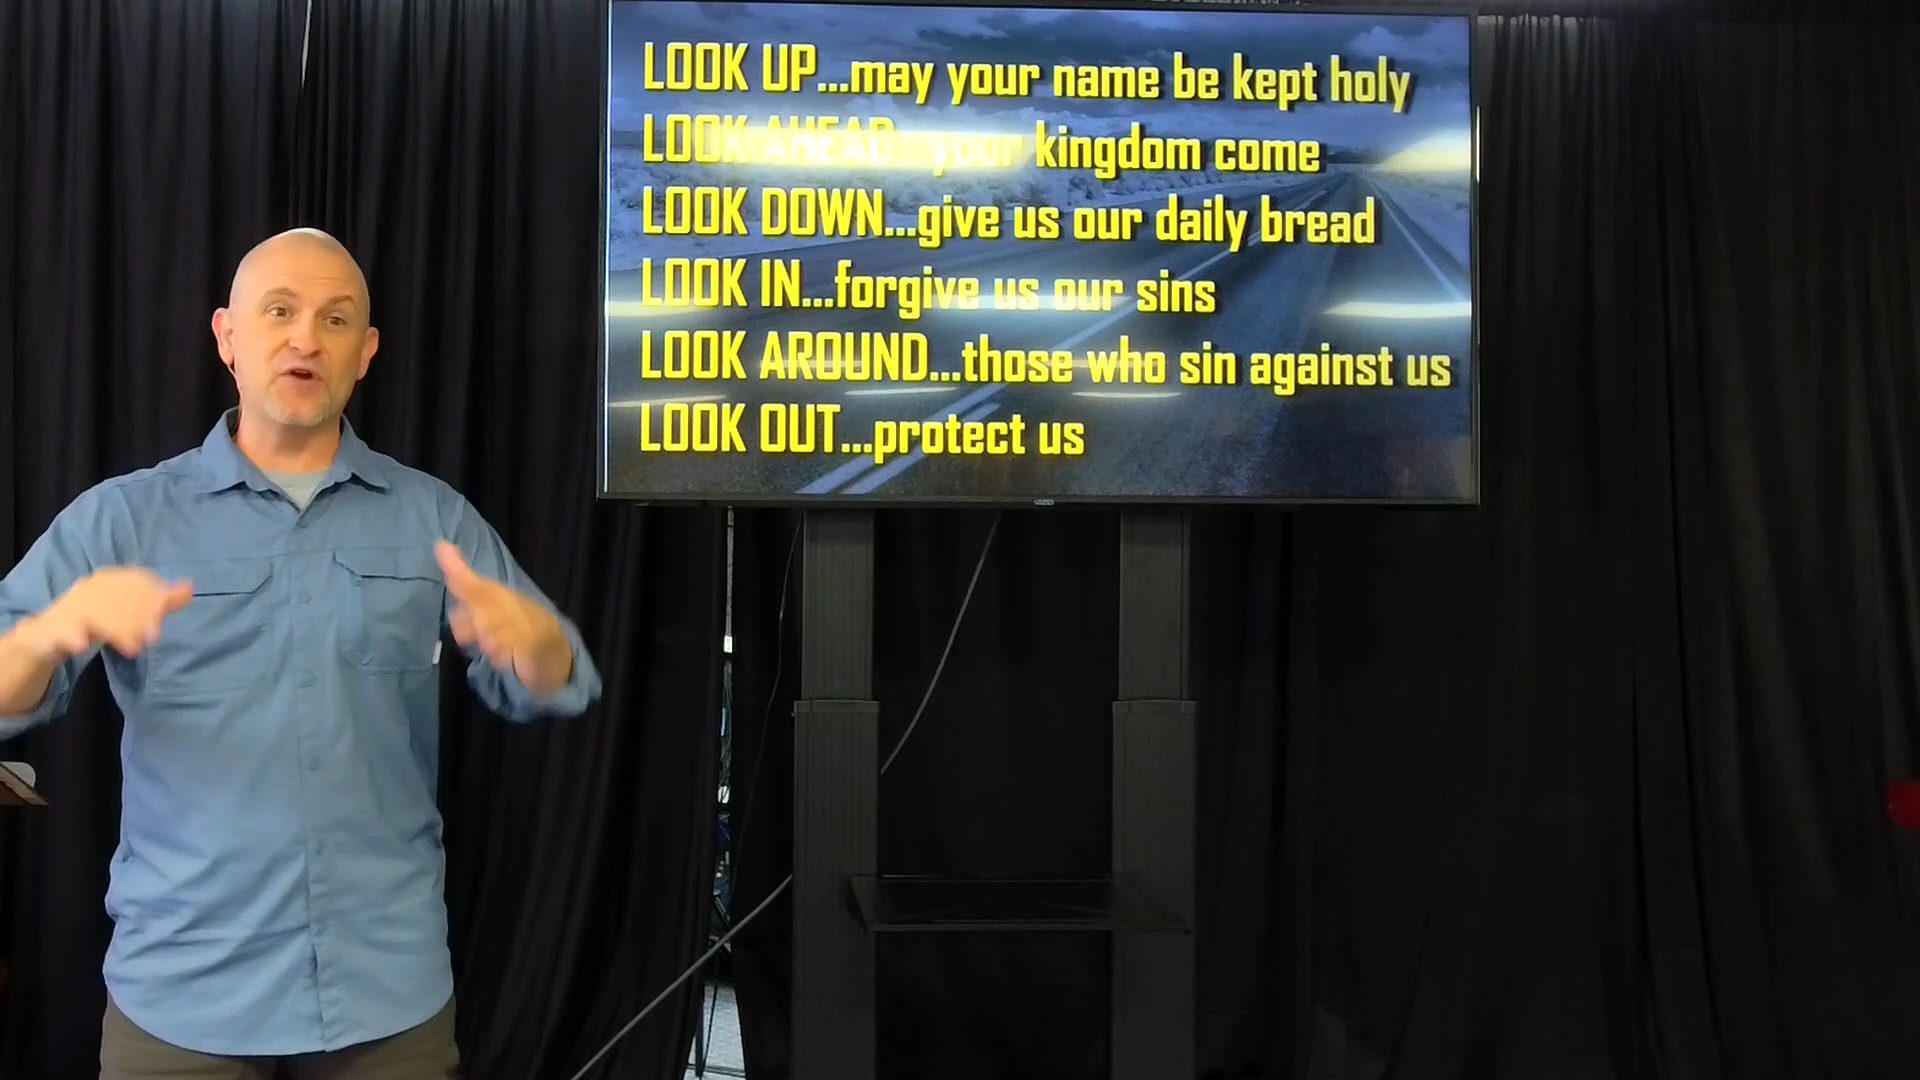 LOOK UP...may your name be kept holy
LOOK AHEAD...your kingdom come
LOOK DOWN...give us our daily bread
LOOK IN...forgive us our sins
LOOK AROUND...those who sin against us
LOOK OUT...protect us
VIZIO